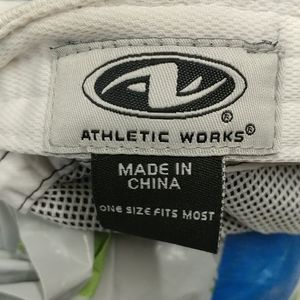 ®
ATHLETIC WORKS®
MADE IN
CHINA
ONE SIZE FITS MOST